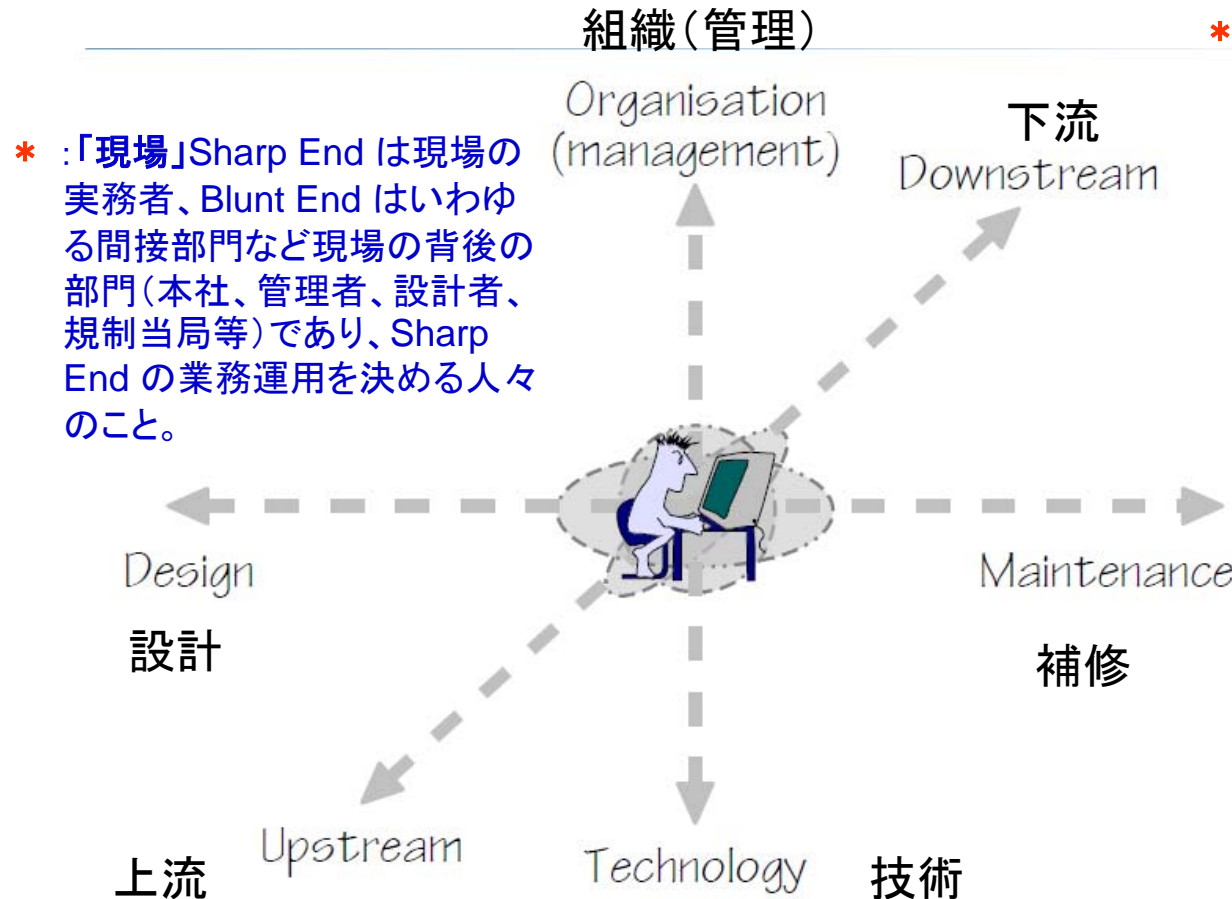 組織（管理）
*
Organisation
(management)
下流
Downstream
* :「現場」Sharp End は現場の
実務者、Blunt End はいわゆ
る間接部門など現場の背後の
部門（本社、管理者、設計者、
規制当局等）であり、Sharp
End の業務運用を決める人々
のこと。
Design
設計
Maintenance
補修
上流
Upstream
Technology
技術